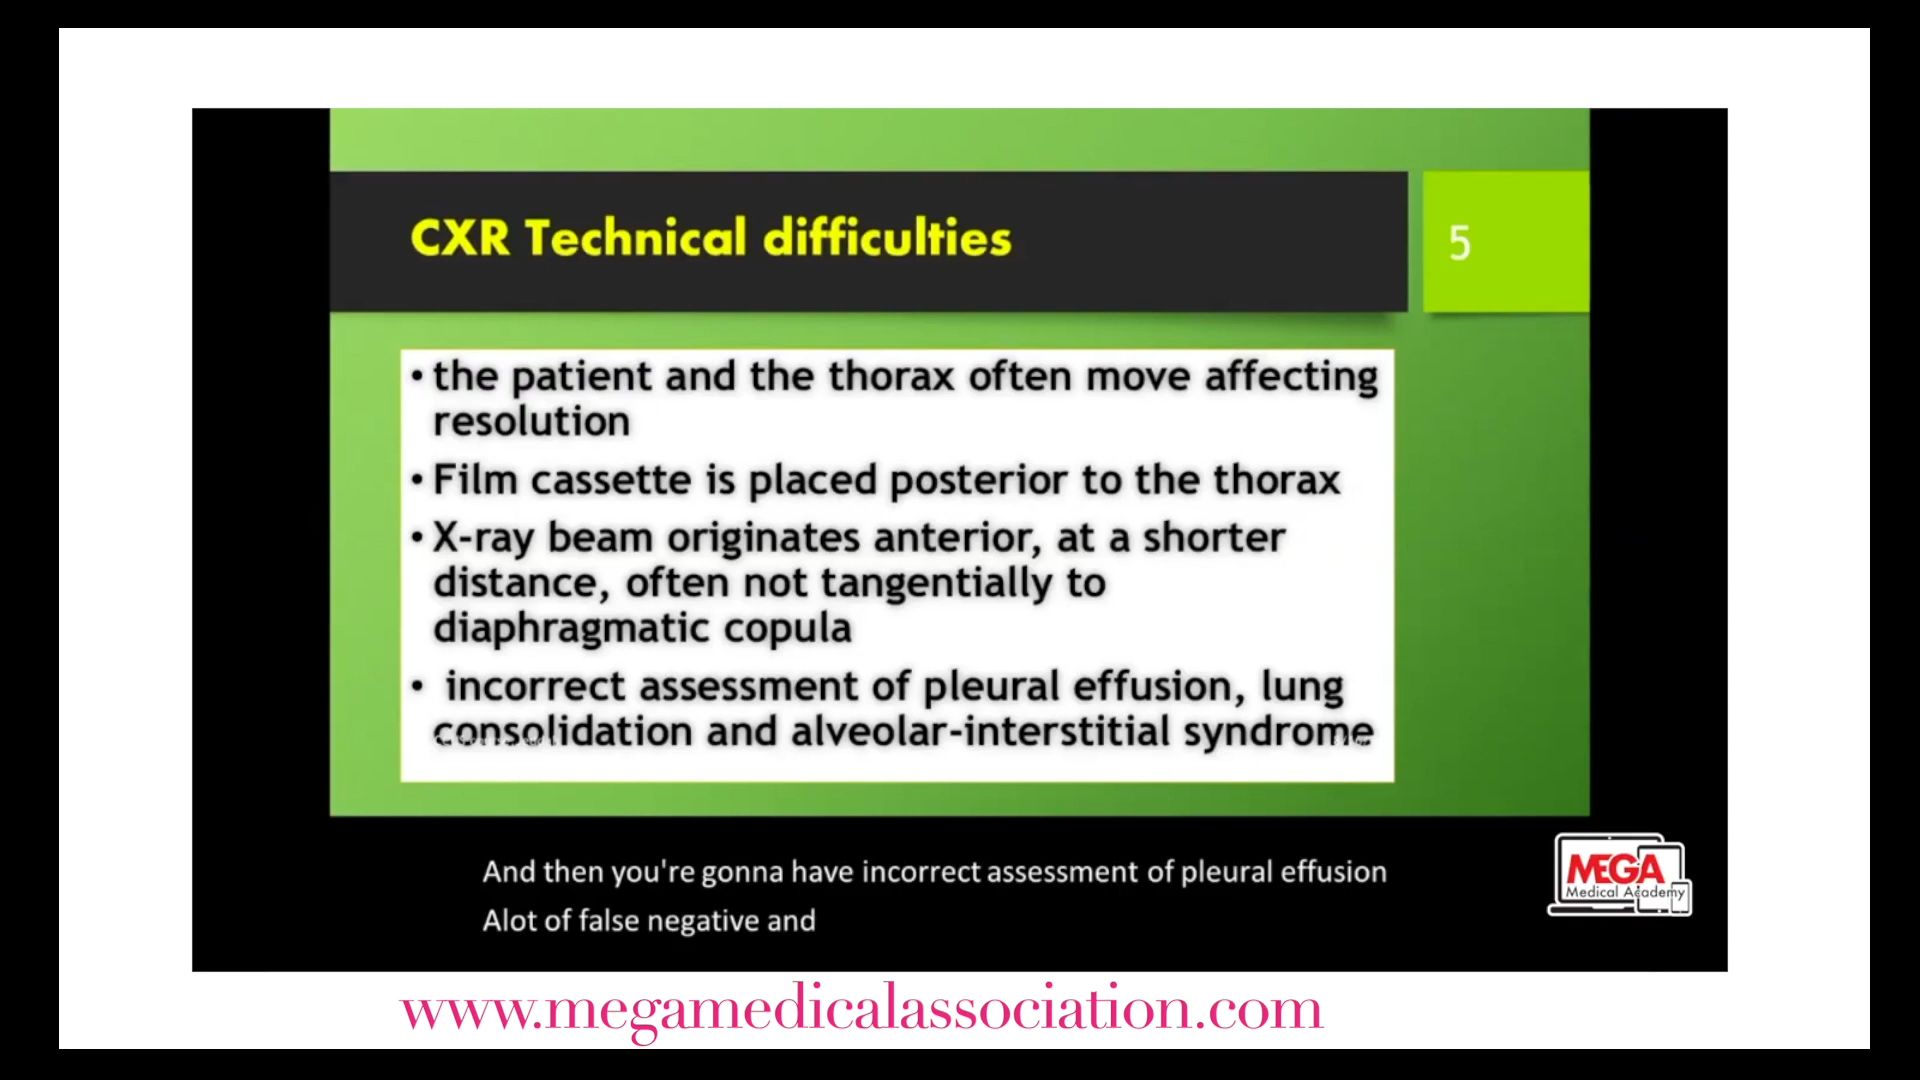 CXR Technical difficulties
5
• the patient and the thorax often move affecting
resolution
• Film cassette is placed posterior to the thorax
• X-ray beam originates anterior, at a shorter
distance, often not tangentially to
diaphragmatic copula
• incorrect assessment of pleural effusion, lung
consolidation and alveolar-interstitial syndrome
And then you're gonna have incorrect assessment of pleural effusion
Alot of false negative and
MEGA
Medical Academy
www.megamedicalassociation.com